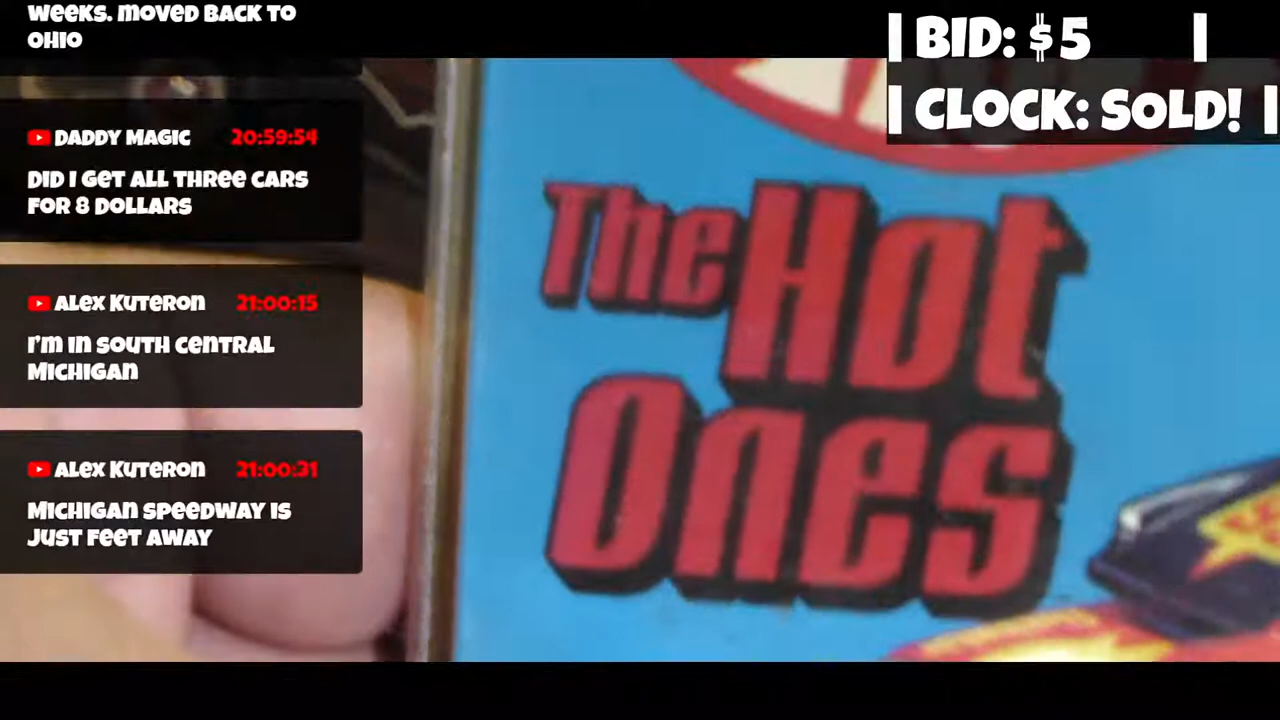 WEEKS. MOVED BACK TO
OHIO
DADDY MAGIC 20:59:54
DID I GET ALL THREE CARS
FOR 8 DOLLARS
ALEX KUTERON 21:00:15
I'M IN SOUTH CENTRAL
MICHIGAN
ALEX KUTERON 21:00:31
MICHIGAN SPEEDWAY IS
JUST FEET AWAY
| BID: $5 |
| CLOCK: SOLD! |
The Hot
Ones